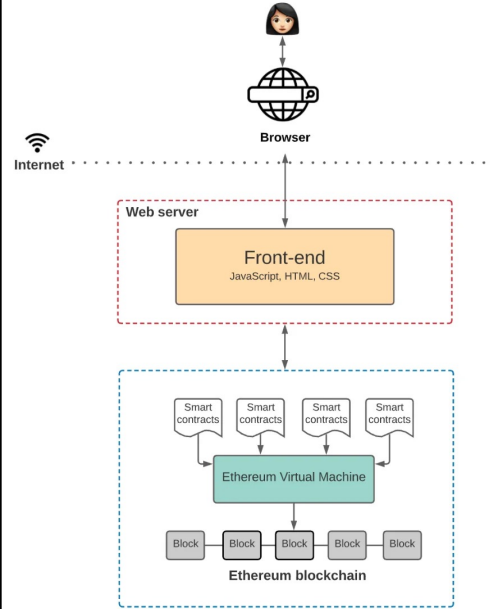 Browser
Internet
Web server
Front-end
JavaScript, HTML, CSS
Smart
contracts
Smart
contracts
Smart
contracts
Smart
contracts
Ethereum Virtual Machine
Block
Block
Block
Block
Block
Ethereum blockchain